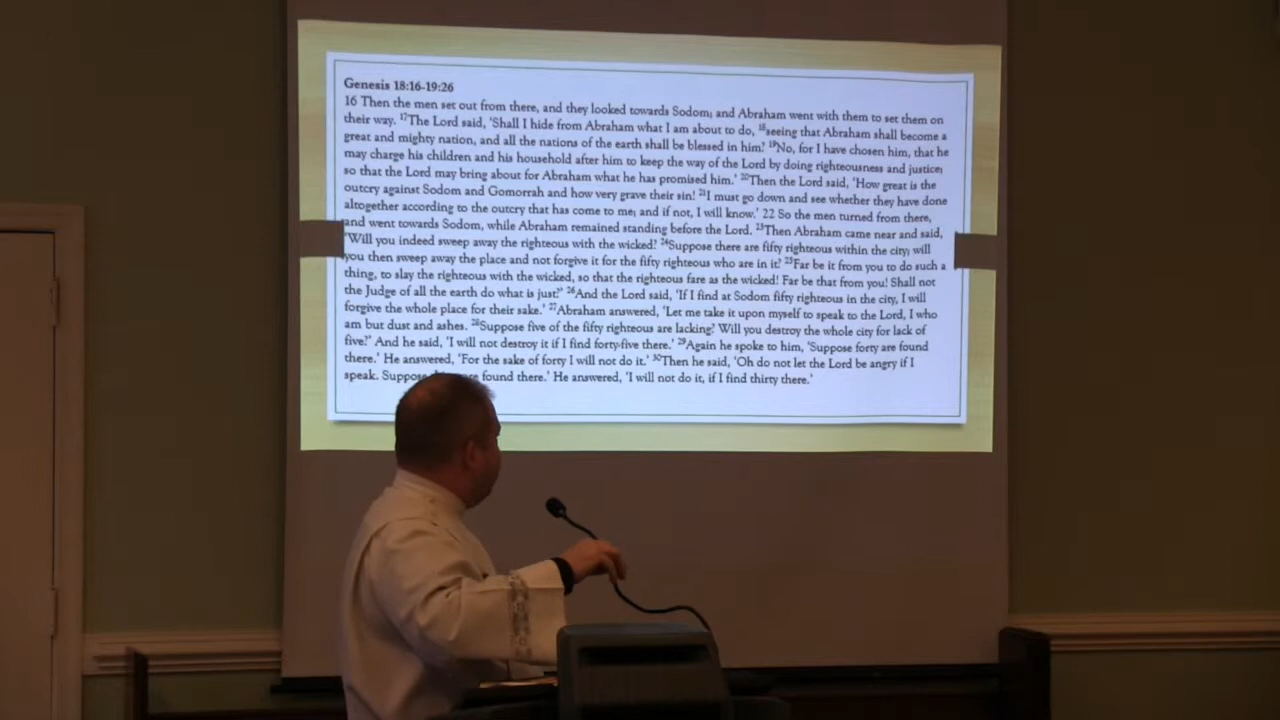 Genesis 18:16-19:26
16 Then the men set out from there, and they looked towards Sodom; and Abraham went with them to set them on
their way. 17The Lord said, ‘Shall I hide from Abraham what I am about to do, 18seeing that Abraham shall become a
great and mighty nation, and all the nations of the earth shall be blessed in him? 19No, for I have chosen him, that he
may charge his children and his household after him to keep the way of the Lord by doing righteousness and justice;
so that the Lord may bring about for Abraham what he has promised him.’ 20Then the Lord said, ‘How great is the
outcry against Sodom and Gomorrah and how very grave their sin! 21I must go down and see whether they have done
altogether according to the outcry that has come to me; and if not, I will know.’ 22 So the men turned from there,
and went towards Sodom, while Abraham remained standing before the Lord. 23Then Abraham came near and said,
‘Will you indeed sweep away the righteous with the wicked? 24Suppose there are fifty righteous within the city; will
you then sweep away the place and not forgive it for the fifty righteous who are in it? 25Far be it from you to do such a
thing, to slay the righteous with the wicked, so that the righteous fare as the wicked! Far be that from you! Shall not
the Judge of all the earth do what is just?’ 26And the Lord said, ‘If I find at Sodom fifty righteous in the city, I will
forgive the whole place for their sake.’ 27Abraham answered, ‘Let me take it upon myself to speak to the Lord, I who
am but dust and ashes. 28Suppose five of the fifty righteous are lacking? Will you destroy the whole city for lack of
five?’ And he said, ‘I will not destroy it if I find forty-five there.’ 29Again he spoke to him, ‘Suppose forty are found
there.’ He answered, ‘For the sake of forty I will not do it.’ 30Then he said, ‘Oh do not let the Lord be angry if I
speak. Suppose found there.’ He answered, ‘I will not do it, if I find thirty there.’